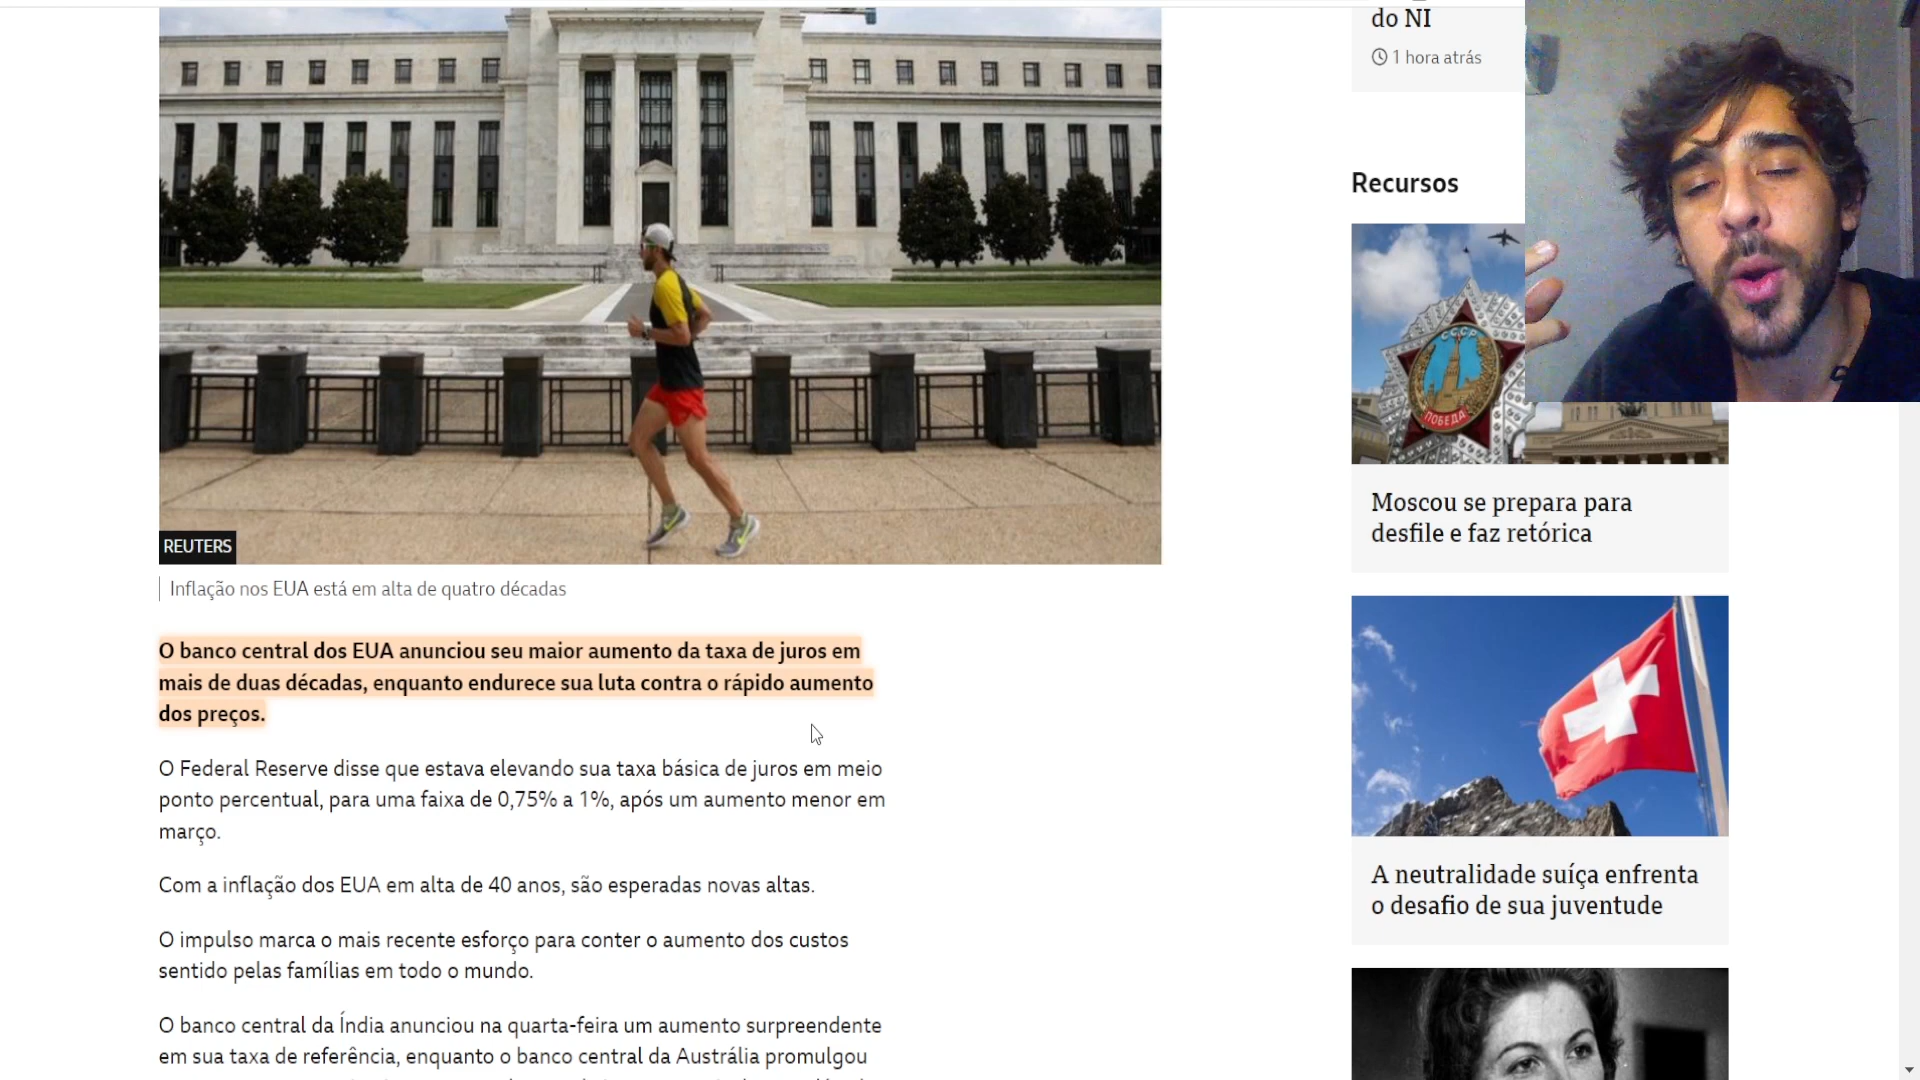 do NI
1 hora atrás
Recursos
СССР
ПОБЕДА
Moscou se prepara para
desfile e faz retórica
REUTERS
Inflação nos EUA está em alta de quatro décadas
O banco central dos EUA anunciou seu maior aumento da taxa de juros em
mais de duas décadas, enquanto endurece sua luta contra o rápido aumento
dos preços.
O Federal Reserve disse que estava elevando sua taxa básica de juros em meio
ponto percentual, para uma faixa de 0,75% a 1%, após um aumento menor em
março.
Com a inflação dos EUA em alta de 40 anos, são esperadas novas altas.
O impulso marca o mais recente esforço para conter o aumento dos custos
sentido pelas famílias em todo o mundo.
O banco central da Índia anunciou na quarta-feira um aumento surpreendente
em sua taxa de referência, enquanto o banco central da Austrália promulgou
A neutralidade suíça enfrenta
o desafio de sua juventude